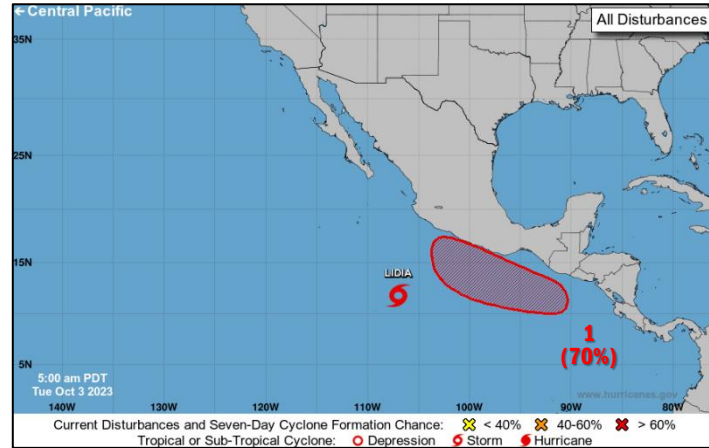 ← Central Pacific
All Disturbances
35N
25N
15N
LIDIA
1
(70%)
5N
5:00 am PDT
Tue Oct 3 2023
www.hurricanes.gov
140W 130W 120W 110W 100W 90W 80W
Current Disturbances and Seven-Day Cyclone Formation Chance: < 40% 40-60% > 60%
Tropical or Sub-Tropical Cyclone: Depression Storm Hurricane